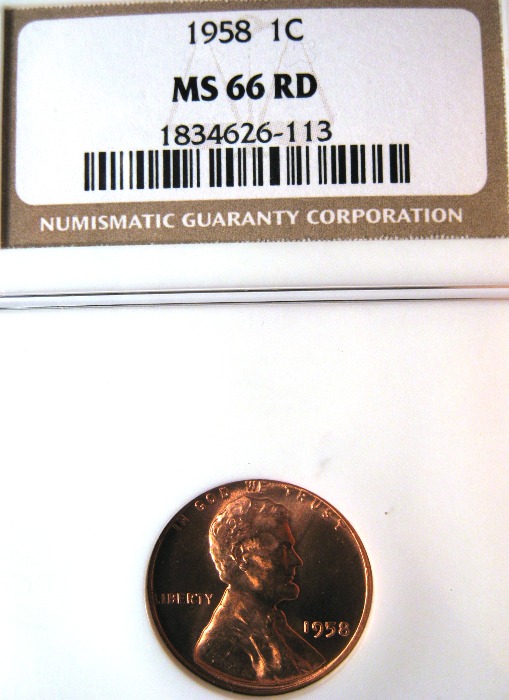 1958 1C
MS 66 RD
1834626-113
NUMISMATIC GUARANTY CORPORATION
IN GOD WE TRUST
LIBERTY
1958